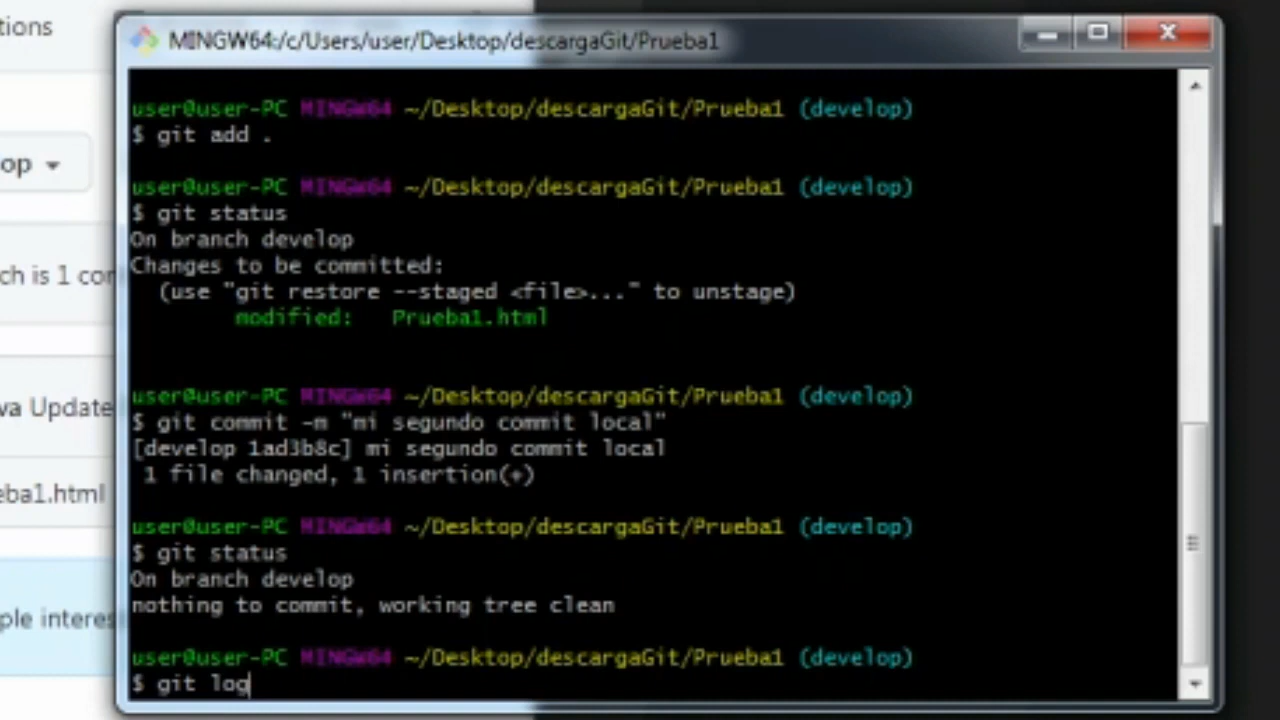 tions
MINGW64:/c/Users/user/Desktop/descargaGit/Prueba1
user@user-PC MINGW64 ~/Desktop/descargaGit/Prueba1 (develop)
$ git add .
op
user@user-PC MINGW64 ~/Desktop/descargaGit/Prueba1 (develop)
$ git status
On branch develop
Changes to be committed:
ch is 1 com
(use "git restore --staged <file>..." to unstage)
modified: Prueba1.html
user@user-PC MINGW64 ~/Desktop/descargaGit/Prueba1 (develop)
va Update
$ git commit -m "mi segundo commit local"
[develop 1ad3b8c] mi segundo commit local
1 file changed, 1 insertion(+)
eba1.html
user@user-PC MINGW64 ~/Desktop/descargaGit/Prueba1 (develop)
$ git status
On branch develop
nothing to commit, working tree clean
ple interes
user@user-PC MINGW64 ~/Desktop/descargaGit/Prueba1 (develop)
$ git log